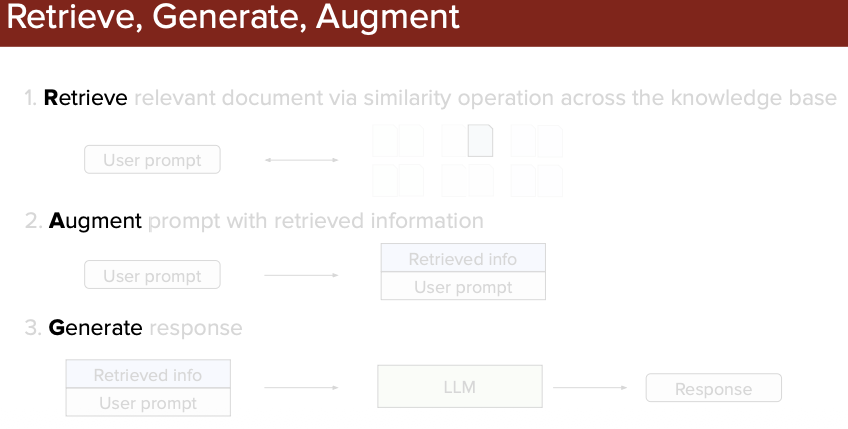 Retrieve, Generate, Augment
1. Retrieve relevant document via similarity operation across the knowledge base
User prompt
2. Augment prompt with retrieved information
User prompt
Retrieved info
User prompt
3. Generate response
Retrieved info
User prompt
LLM
Response